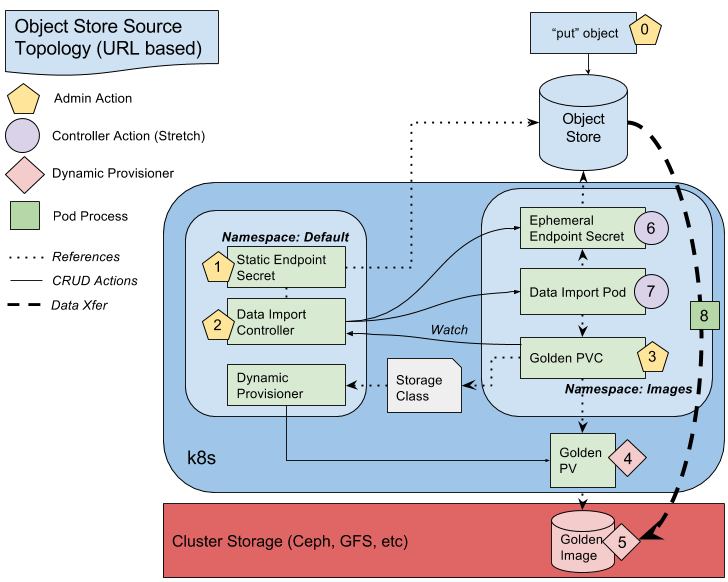 Object Store Source
Topology (URL based)
Admin Action
Controller Action (Stretch)
Dynamic Provisioner
Pod Process
References
CRUD Actions
Data Xfer
"put" object
0
Object
Store
Namespace: Default
1
Static Endpoint
Secret
2
Data Import
Controller
Dynamic
Provisioner
Watch
Storage
Class
Ephemeral
Endpoint Secret
6
Data Import Pod
7
Golden PVC
3
Namespace: Images
8
k8s
Golden
PV
4
Cluster Storage (Ceph, GFS, etc)
Golden
Image
5